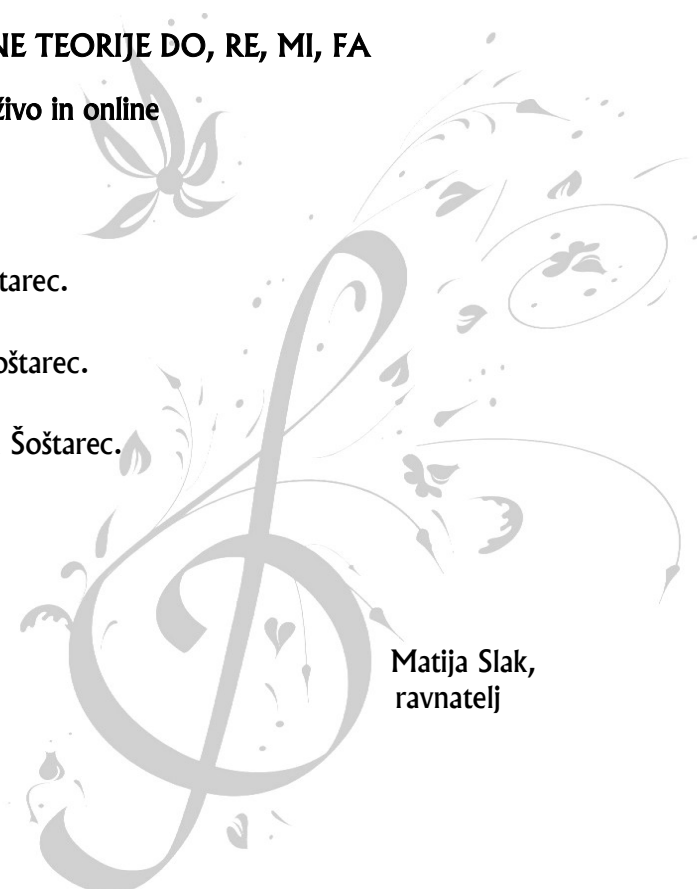 NE TEORIJE DO, RE, MI, FA
živo in online
tarec.
oštarec.
Šoštarec.
Matija Slak,
ravnatelj